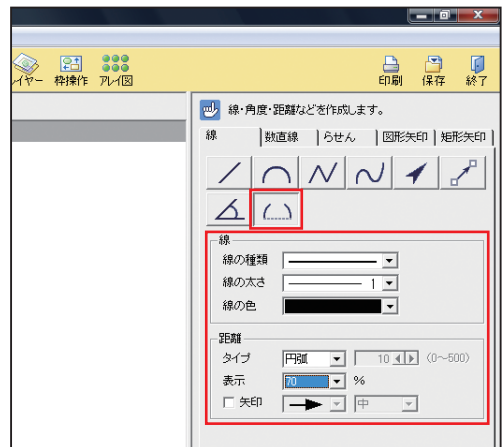 イヤー 枠操作 アレイ図 印刷 保存 終了
線・角度・距離などを作成します。
線 数直線 らせん 図形矢印 矩形矢印
線
線の種類
線の太さ 1
線の色
距離
タイプ 円弧 10 (0～500)
表示 70 %
矢印 中